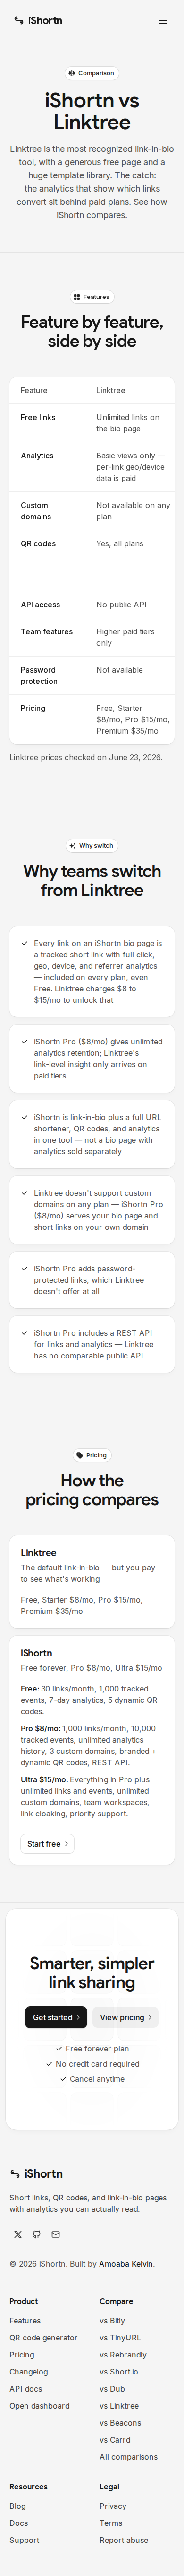 iShortn
Comparison
iShortn vs
Linktree
Linktree is the most recognized link-in-bio
tool, with a generous free page and a
huge template library. The catch:
the analytics that show which links
convert sit behind paid plans. See how
iShortn compares.
Features
Feature by feature,
side by side
Feature Linktree
Free links Unlimited links on
the bio page
Analytics Basic views only —
per-link geo/device
data is paid
Custom
domains
Not available on any
plan
QR codes Yes, all plans
API access No public API
Team features Higher paid tiers
only
Password
protection
Not available
Pricing Free, Starter
$8/mo, Pro $15/mo,
Premium $35/mo
Linktree prices checked on June 23, 2026.
Why switch
Why teams switch
from Linktree
Every link on an iShortn bio page is
a tracked short link with full click,
geo, device, and referrer analytics
— included on every plan, even
Free. Linktree charges $8 to
$15/mo to unlock that
iShortn Pro ($8/mo) gives unlimited
analytics retention; Linktree's
link-level insight only arrives on
paid tiers
iShortn is link-in-bio plus a full URL
shortener, QR codes, and analytics
in one tool — not a bio page with
analytics sold separately
Linktree doesn't support custom
domains on any plan — iShortn Pro
($8/mo) serves your bio page and
short links on your own domain
iShortn Pro adds password-
protected links, which Linktree
doesn't offer at all
iShortn Pro includes a REST API
for links and analytics — Linktree
has no comparable public API
Pricing
How the
pricing compares
Linktree
The default link-in-bio — but you pay
to see what's working
Free, Starter $8/mo, Pro $15/mo,
Premium $35/mo
iShortn
Free forever, Pro $8/mo, Ultra $15/mo
Free: 30 links/month, 1,000 tracked
events, 7-day analytics, 5 dynamic QR
codes.
Pro $8/mo: 1,000 links/month, 10,000
tracked events, unlimited analytics
history, 3 custom domains, branded +
dynamic QR codes, REST API.
Ultra $15/mo: Everything in Pro plus
unlimited links and events, unlimited
custom domains, team workspaces,
link cloaking, priority support.
Start free
Smarter, simpler
link sharing
Get started View pricing
Free forever plan
No credit card required
Cancel anytime
iShortn
Short links, QR codes, and link-in-bio pages
with analytics you can actually read.
© 2026 iShortn. Built by Amoaba Kelvin.
Product
Features
QR code generator
Pricing
Changelog
API docs
Open dashboard
Compare
vs Bitly
vs TinyURL
vs Rebrandly
vs Short.io
vs Dub
vs Linktree
vs Beacons
vs Carrd
All comparisons
Resources
Blog
Docs
Support
Legal
Privacy
Terms
Report abuse